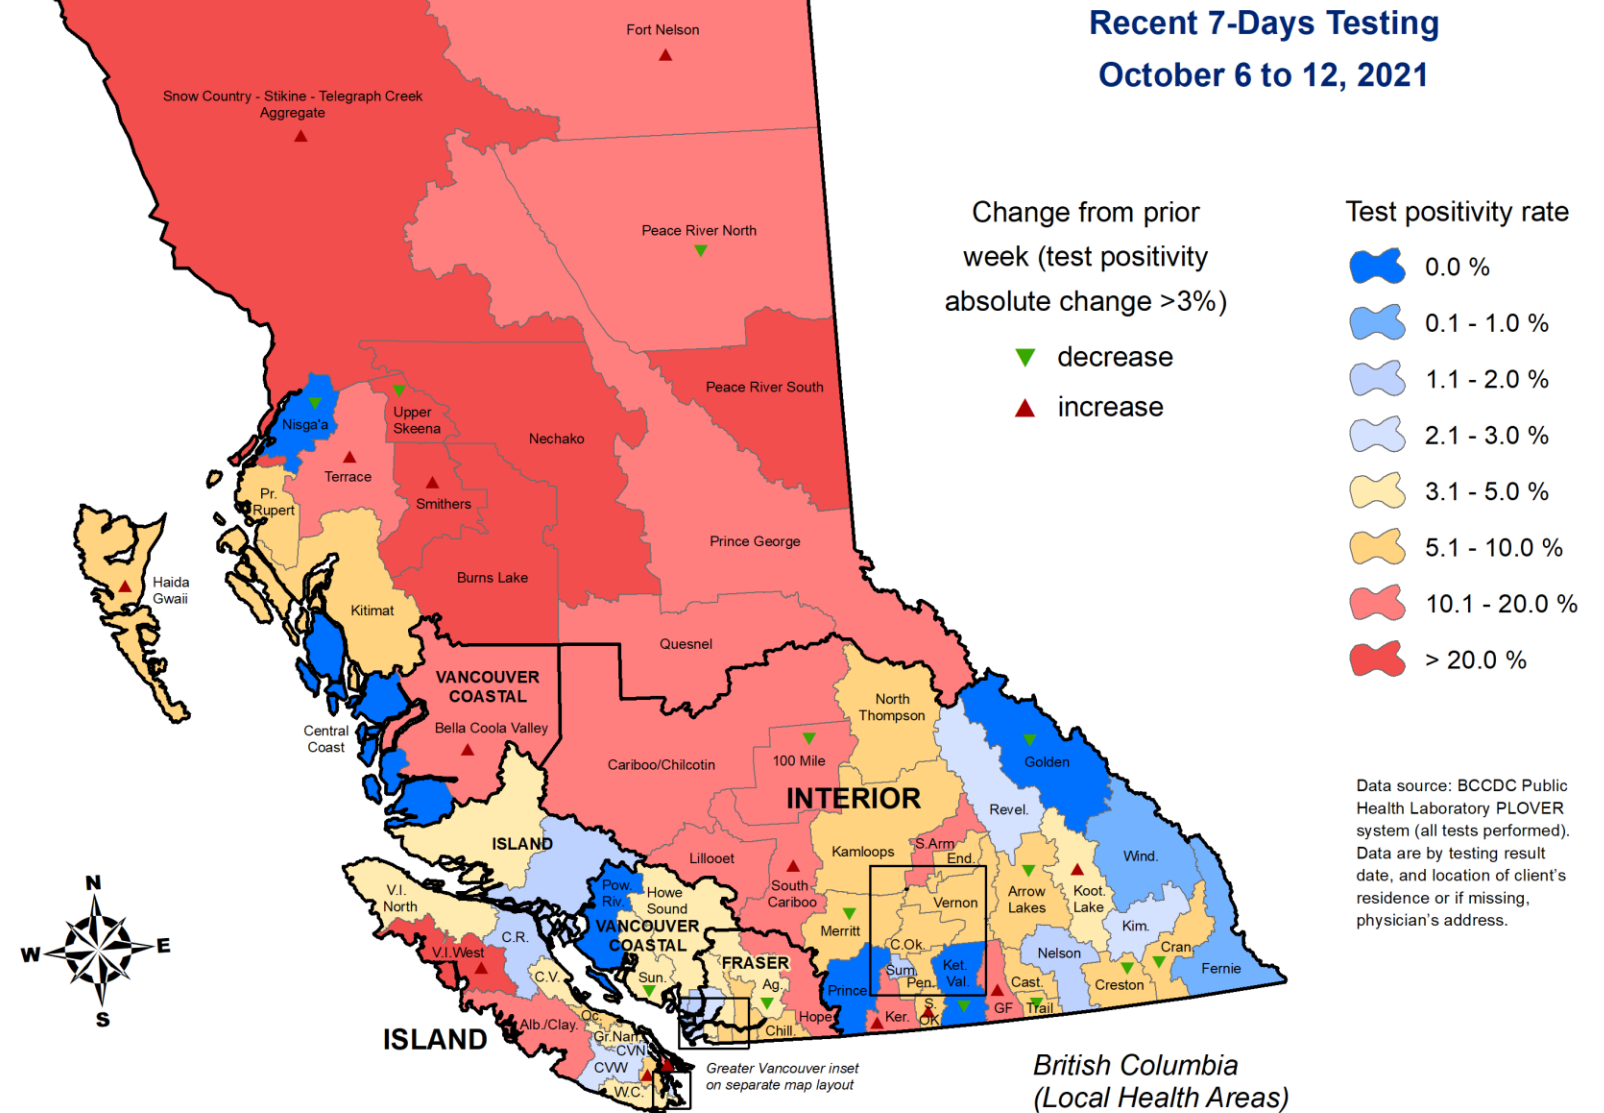 Recent 7-Days Testing
October 6 to 12, 2021
Fort Nelson
Snow Country - Stikine - Telegraph Creek
Aggregate
Peace River North
Change from prior
week (test positivity
absolute change >3%)
decrease
increase
Test positivity rate
0.0 %
0.1 - 1.0 %
1.1 - 2.0 %
2.1 - 3.0 %
3.1 - 5.0 %
5.1 - 10.0 %
10.1 - 20.0 %
> 20.0 %
Peace River South
Nisga'a
Upper
Skeena
Nechako
Terrace
Smithers
Pr.
Rupert
Prince George
Haida
Gwaii
Burns Lake
Kitimat
Quesnel
VANCOUVER
COASTAL
Bella Coola Valley
Central
Coast
Cariboo/Chilcotin
100 Mile
North
Thompson
Golden
INTERIOR
Revel.
ISLAND
Lillooet
Kamloops
S.Arm
End.
Wind.
South
Cariboo
Vernon
Arrow
Lakes
Koot.
Lake
V.I.
North
Pow.
Riv.
Howe
Sound
VANCOUVER
COASTAL
Merritt
Kim.
C.R.
C.Ok.
V.I.West
Nelson
Cran.
FRASER
Sum.
Ket.
Val.
Fernie
C.V.
Sun.
Ag.
Prince
Pen.
Cast.
Creston
Trail
GF
S.
OK
Ker.
Hope
Chill.
Oc.
Alb./Clay.
Gr.Nan.
CVN
CVW
W.C.
ISLAND
N
W
E
S
Greater Vancouver inset
on separate map layout
British Columbia
(Local Health Areas)
Data source: BCCDC Public
Health Laboratory PLOVER
system (all tests performed).
Data are by testing result
date, and location of client's
residence or if missing,
physician's address.